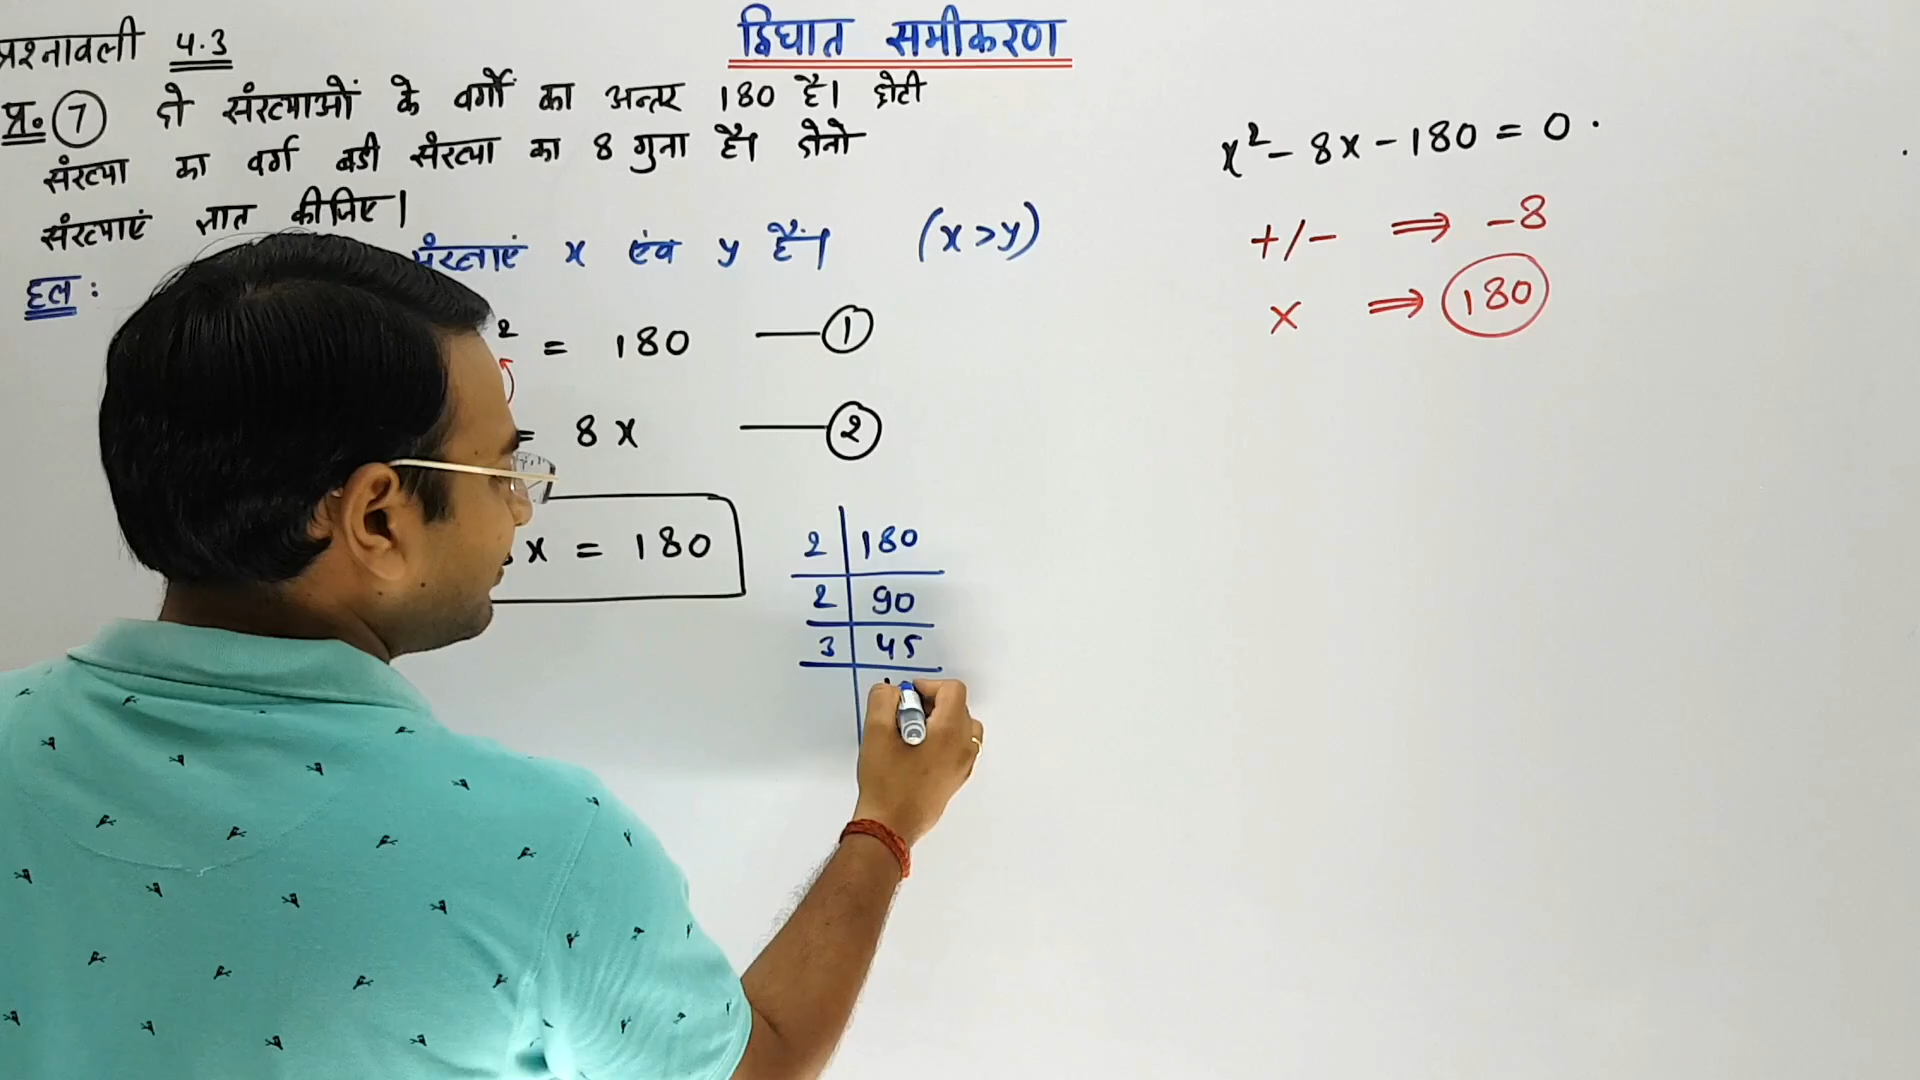 द्विघात समीकरण
प्रश्नावली 4.3
प्र. 7 दो संख्याओं के वर्गों का अन्तर 180 है। छोटी
संख्या का वर्ग बडी संख्या का 8 गुना है। दोनो
संख्याएं ज्ञात कीजिए।
हल : संख्याएं x एंव y हैं। (x>y)
² = 180 — 1
= 8x — 2
x = 180
2 | 180
2 | 90
3 | 45
x² - 8x - 180 = 0.
+/- ⇒ -8
x ⇒ 180